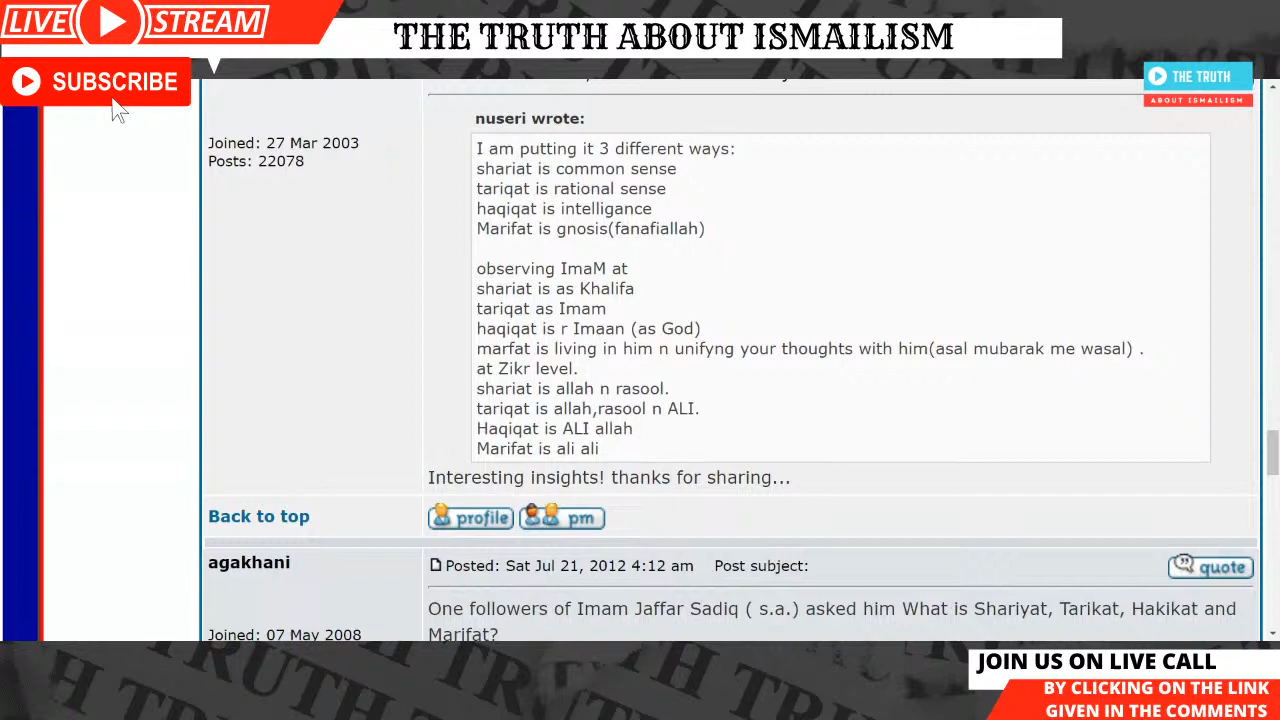 LIVE STREAM
THE TRUTH ABOUT ISMAILISM
SUBSCRIBE
THE TRUTH
ABOUT ISMAILISM
nuseri wrote:
Joined: 27 Mar 2003
Posts: 22078
I am putting it 3 different ways:
shariat is common sense
tariqat is rational sense
haqiqat is intelligance
Marifat is gnosis(fanafiallah)
observing ImaM at
shariat is as Khalifa
tariqat as Imam
haqiqat is r Imaan (as God)
marfat is living in him n unifyng your thoughts with him(asal mubarak me wasal) .
at Zikr level.
shariat is allah n rasool.
tariqat is allah,rasool n ALI.
Haqiqat is ALI allah
Marifat is ali ali
Interesting insights! thanks for sharing...
Back to top
profile
pm
agakhani
Posted: Sat Jul 21, 2012 4:12 am Post subject:
quote
One followers of Imam Jaffar Sadiq ( s.a.) asked him What is Shariyat, Tarikat, Hakikat and
Marifat?
Joined: 07 May 2008
JOIN US ON LIVE CALL
BY CLICKING ON THE LINK
GIVEN IN THE COMMENTS